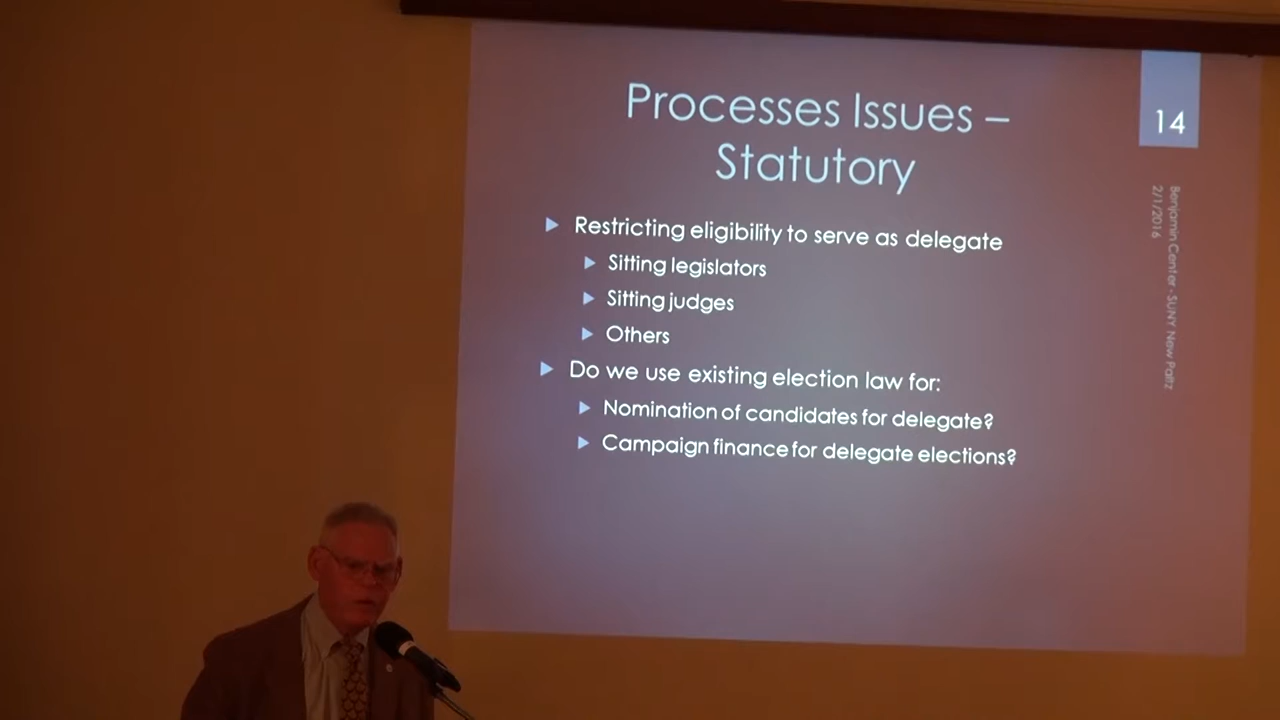 Processes Issues –
Statutory
14
Restricting eligibility to serve as delegate
Sitting legislators
Sitting judges
Others
Do we use existing election law for:
Nomination of candidates for delegate?
Campaign finance for delegate elections?
Benjamin Center - SUNY New Paltz
2/1/2016